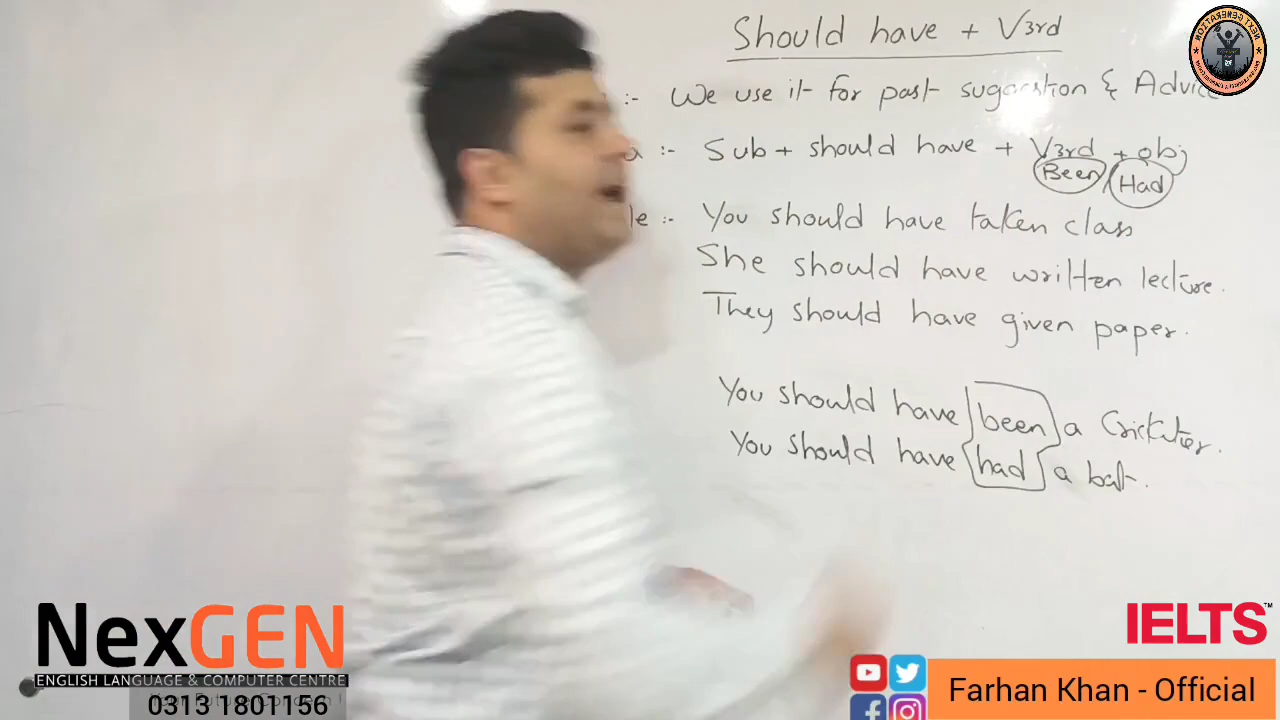 Should have + V3rd
:- We use it for past suggestion & Advice
:- Sub + should have + V3rd + obj
Been / Had
:- You should have taken class
She should have written lecture.
They should have given paper.
You should have been a Cricketer.
You should have had a bat.
NexGEN
ENGLISH LANGUAGE & COMPUTER CENTRE
0313 1801156
IELTS™
Farhan Khan - Official